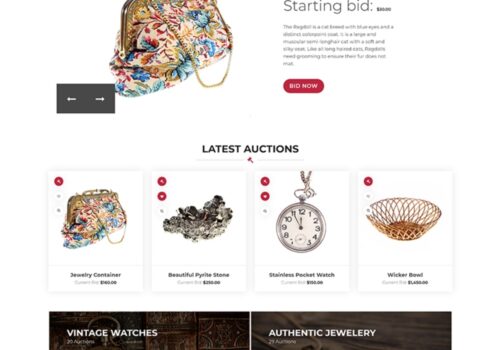 Starting bid: $30.00
The Ragdoll is a cat breed with blue eyes and a
distinct colorpoint coat. It is a large and
muscular semi-longhair cat with a soft and
silky coat. Like all long haired cats, Ragdolls
need grooming to ensure their fur does not
mat.
BID NOW
LATEST AUCTIONS
Jewelry Container
Current Bid: $160.00
Beautiful Pyrite Stone
Current Bid: $250.00
Stainless Pocket Watch
Current Bid: $150.00
Wicker Bowl
Current Bid: $1,450.00
VINTAGE WATCHES
20 Auctions
AUTHENTIC JEWELERY
29 Auctions